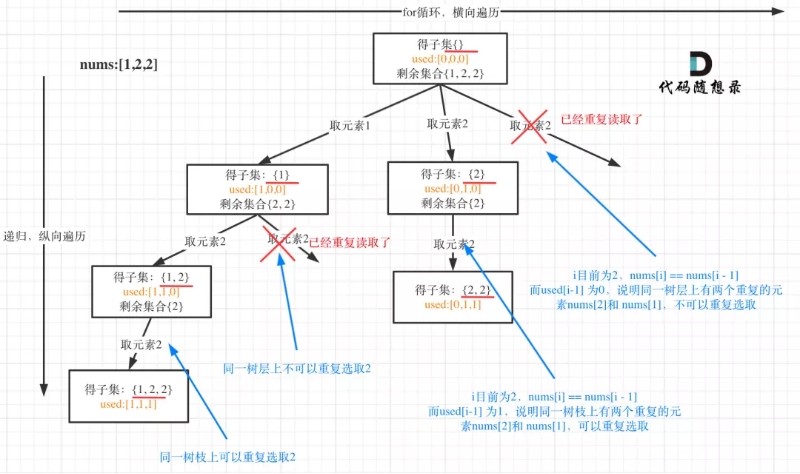 for循环，横向遍历
nums:[1,2,2]
得子集{}
used:[0,0,0]
剩余集合{1, 2, 2}
代码随想录
取元素1
取元素2
取元素2
已经重复读取了
得子集：{1}
used:[1,0,0]
剩余集合{2, 2}
得子集：{2}
used:[0,1,0]
剩余集合{2}
递归，纵向遍历
取元素2
取元素2
已经重复读取了
取元素2
得子集：{1, 2}
used:[1,1,0]
剩余集合{2}
得子集：{2, 2}
used:[0,1,1]
i目前为2，nums[i] == nums[i - 1]
而used[i-1] 为0，说明同一树层上有两个重复的元
素nums[2]和 nums[1]，不可以重复选取
取元素2
同一树层上不可以重复选取2
得子集：{1, 2, 2}
used:[1,1,1]
i目前为2，nums[i] == nums[i - 1]
而used[i-1] 为1，说明同一树枝上有两个重复的元
素nums[2]和 nums[1]，可以重复选取
同一树枝上可以重复选取2